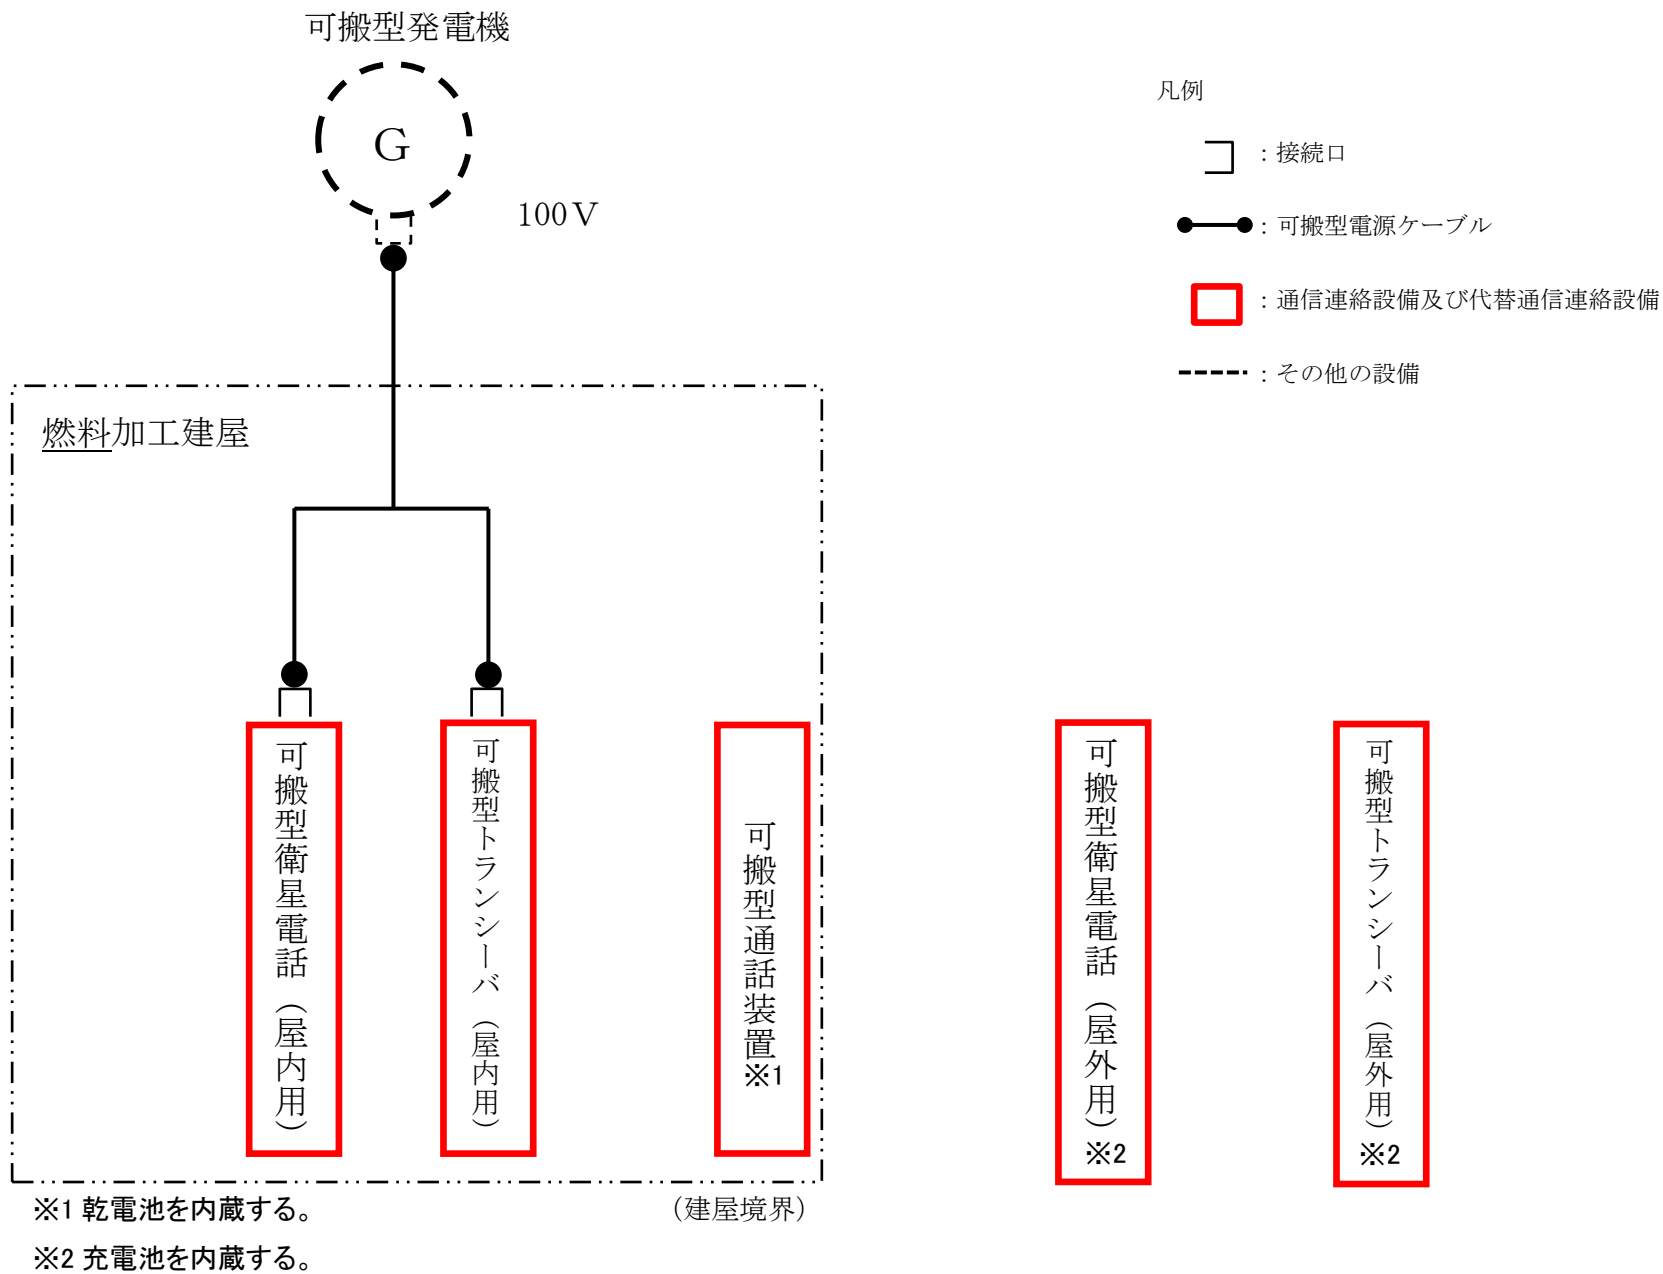 可搬型発電機
G
100V
凡例
：接続口
：可搬型電源ケーブル
：通信連絡設備及び代替通信連絡設備
：その他の設備
燃料加工建屋
可搬型衛星電話（屋内用）
可搬型トランシーバ（屋内用）
可搬型通話装置※1
可搬型衛星電話（屋外用）※2
可搬型トランシーバ（屋外用）※2
（建屋境界）
※1 乾電池を内蔵する。
※2 充電池を内蔵する。